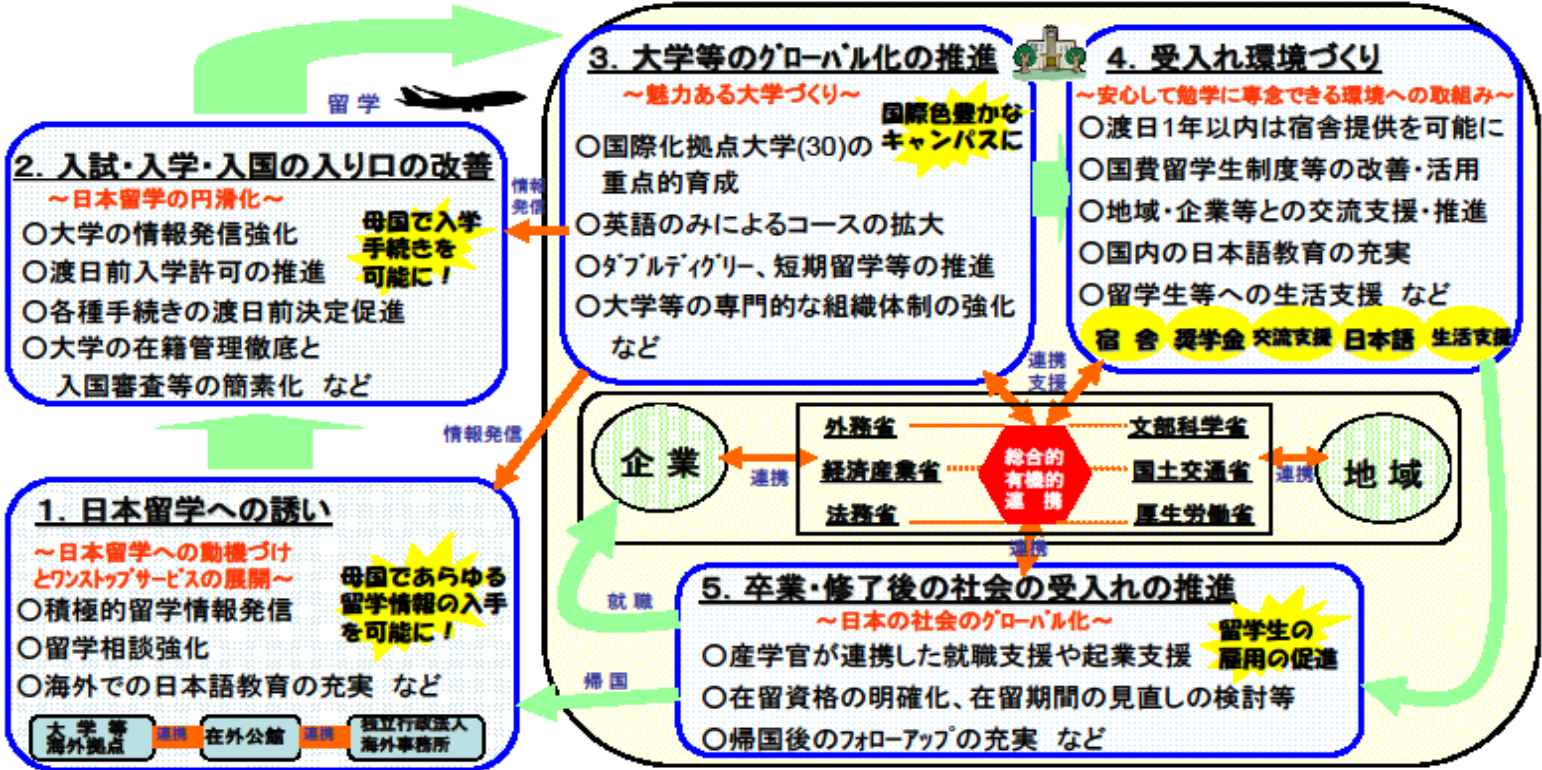 留学
2. 入試・入学・入国の入り口の改善
～日本留学の円滑化～
母国で入学
手続きを
可能に！
○大学の情報発信強化
○渡日前入学許可の推進
○各種手続きの渡日前決定促進
○大学の在籍管理徹底と
入国審査等の簡素化 など
情報
発信
3. 大学等のｸﾞﾛｰﾊﾞﾙ化の推進
～魅力ある大学づくり～
国際色豊かな
キャンパスに
○国際化拠点大学(30)の
重点的育成
○英語のみによるコースの拡大
○ﾀﾞﾌﾞﾙﾃﾞｨｸﾞﾘｰ、短期留学等の推進
○大学等の専門的な組織体制の強化
など
4. 受入れ環境づくり
～安心して勉学に専念できる環境への取組み～
○渡日1年以内は宿舎提供を可能に
○国費留学生制度等の改善・活用
○地域・企業等との交流支援・推進
○国内の日本語教育の充実
○留学生等への生活支援 など
宿舎 奨学金 交流支援 日本語 生活支援
連携
支援
情報発信
企業
連携
外務省
経済産業省
法務省
総合的
有機的
連携
文部科学省
国土交通省
厚生労働省
連携
地域
連携
1. 日本留学への誘い
～日本留学への動機づけ
とﾜﾝｽﾄｯﾌﾟｻｰﾋﾞｽの展開～
母国であらゆる
留学情報の入手
を可能に！
○積極的留学情報発信
○留学相談強化
○海外での日本語教育の充実 など
大学等
海外拠点
連携
在外公館
連携
独立行政法人
海外事務所
就職
帰国
5. 卒業・修了後の社会の受入れの推進
～日本の社会のｸﾞﾛｰﾊﾞﾙ化～
留学生の
雇用の促進
○産学官が連携した就職支援や起業支援
○在留資格の明確化、在留期間の見直しの検討等
○帰国後のﾌｫﾛｰｱｯﾌﾟの充実 など